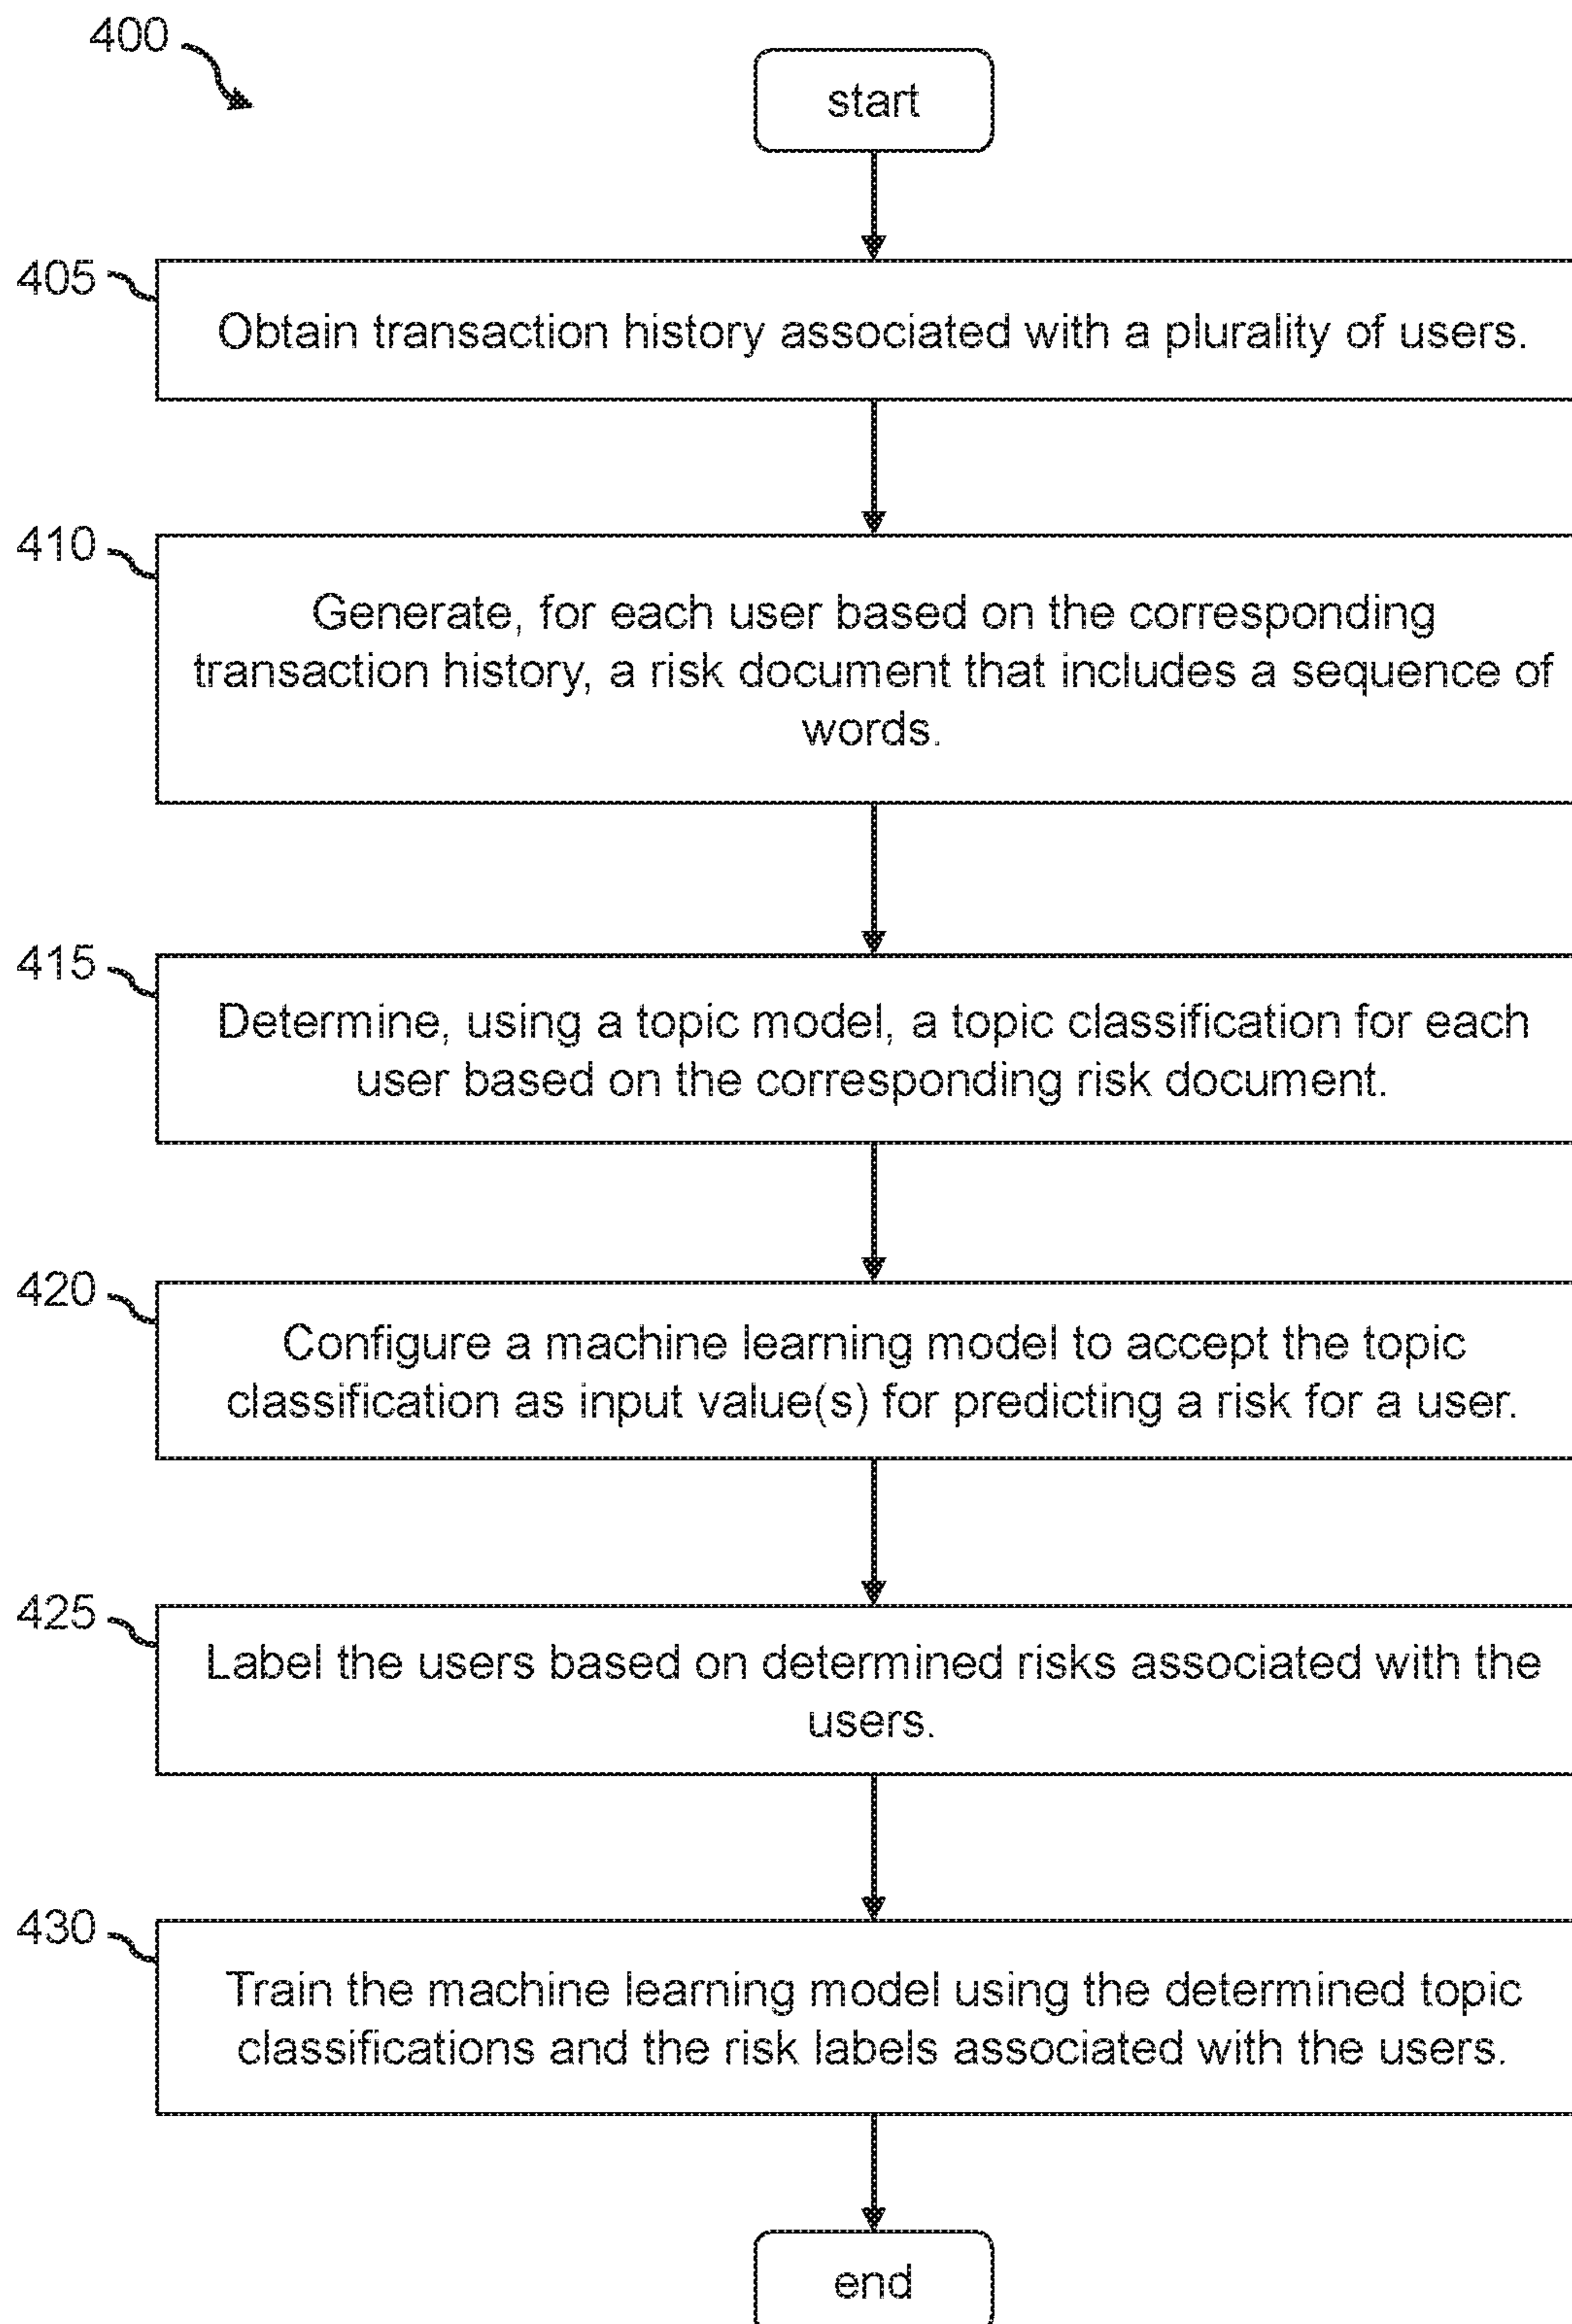 400
start
405
Obtain transaction history associated with a plurality of users.
410
Generate, for each user based on the corresponding
transaction history, a risk document that includes a sequence of
words.
415
Determine, using a topic model, a topic classification for each
user based on the corresponding risk document.
420
Configure a machine learning model to accept the topic
classification as input value(s) for predicting a risk for a user.
425
Label the users based on determined risks associated with the
users.
430
Train the machine learning model using the determined topic
classifications and the risk labels associated with the users.
end